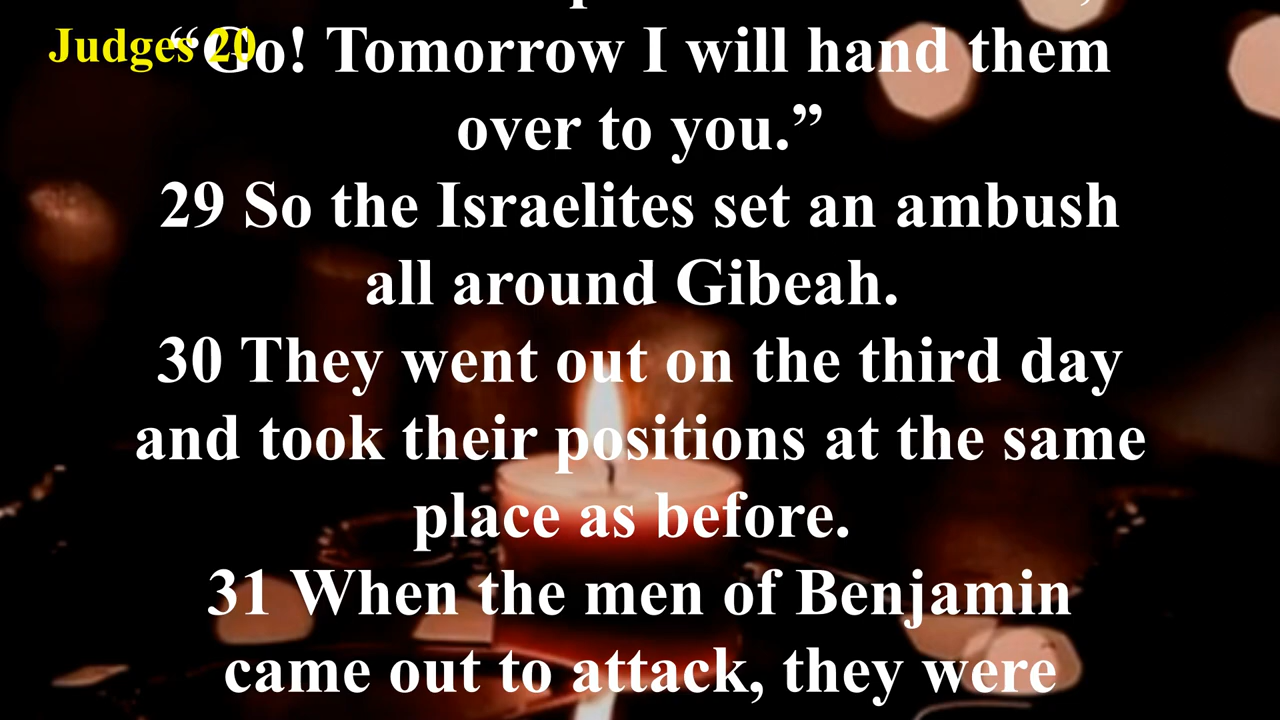 Judges 20
“Go! Tomorrow I will hand them
over to you.”
29 So the Israelites set an ambush
all around Gibeah.
30 They went out on the third day
and took their positions at the same
place as before.
31 When the men of Benjamin
came out to attack, they were